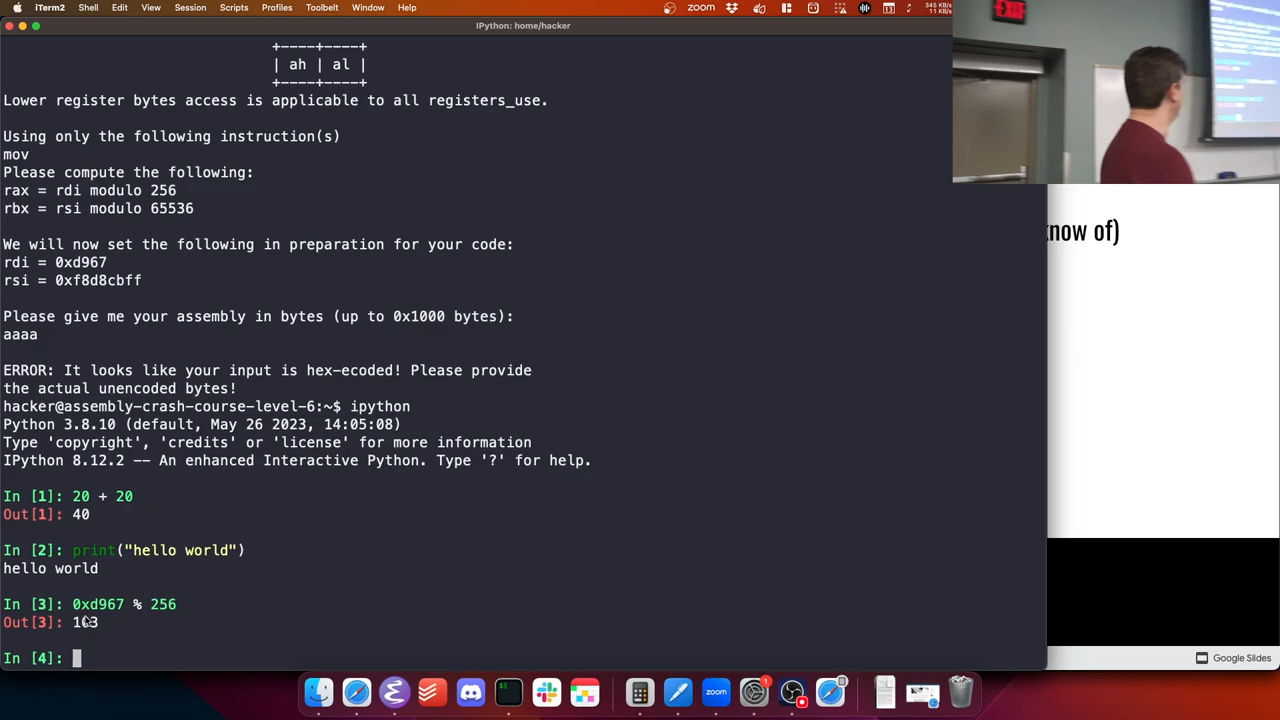 iTerm2 Shell Edit View Session Scripts Profiles Toolbelt Window Help zoom 345 KB/s
11 KB/s
IPython: home/hacker
+----+----+
| ah | al |
+----+----+
Lower register bytes access is applicable to all registers_use.
Using only the following instruction(s)
mov
Please compute the following:
rax = rdi modulo 256
rbx = rsi modulo 65536
We will now set the following in preparation for your code:
rdi = 0xd967
rsi = 0xf8d8cbff
Please give me your assembly in bytes (up to 0x1000 bytes):
aaaa
ERROR: It looks like your input is hex-ecoded! Please provide
the actual unencoded bytes!
hacker@assembly-crash-course-level-6:~$ ipython
Python 3.8.10 (default, May 26 2023, 14:05:08)
Type 'copyright', 'credits' or 'license' for more information
IPython 8.12.2 -- An enhanced Interactive Python. Type '?' for help.
In [1]: 20 + 20
Out[1]: 40
In [2]: print("hello world")
hello world
In [3]: 0xd967 % 256
Out[3]: 103
In [4]:
know of)
Google Slides
zoom